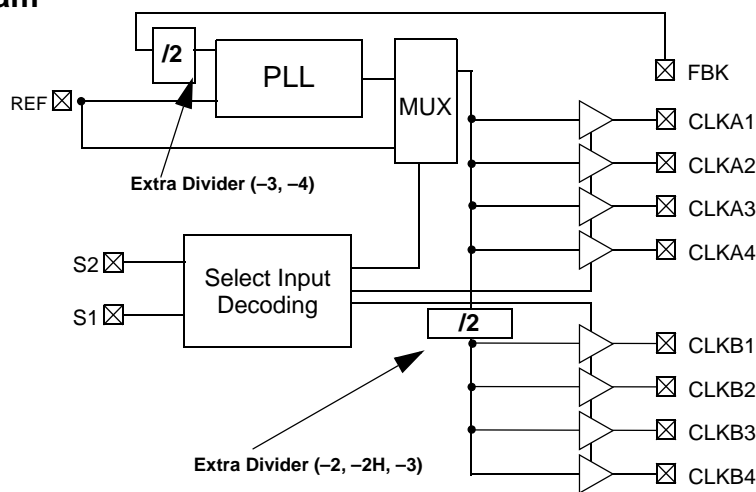 /2
PLL
MUX
FBK
REF
CLKA1
CLKA2
Extra Divider (–3, –4)
CLKA3
CLKA4
S2
Select Input
Decoding
S1
/2
CLKB1
CLKB2
CLKB3
Extra Divider (–2, –2H, –3)
CLKB4